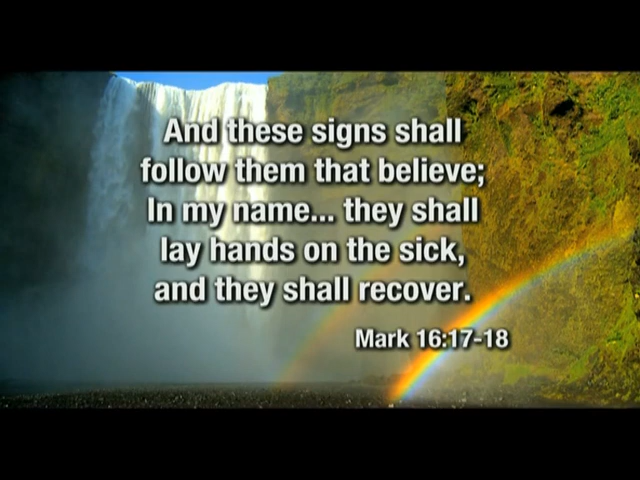 And these signs shall
follow them that believe;
In my name... they shall
lay hands on the sick,
and they shall recover.
Mark 16:17-18